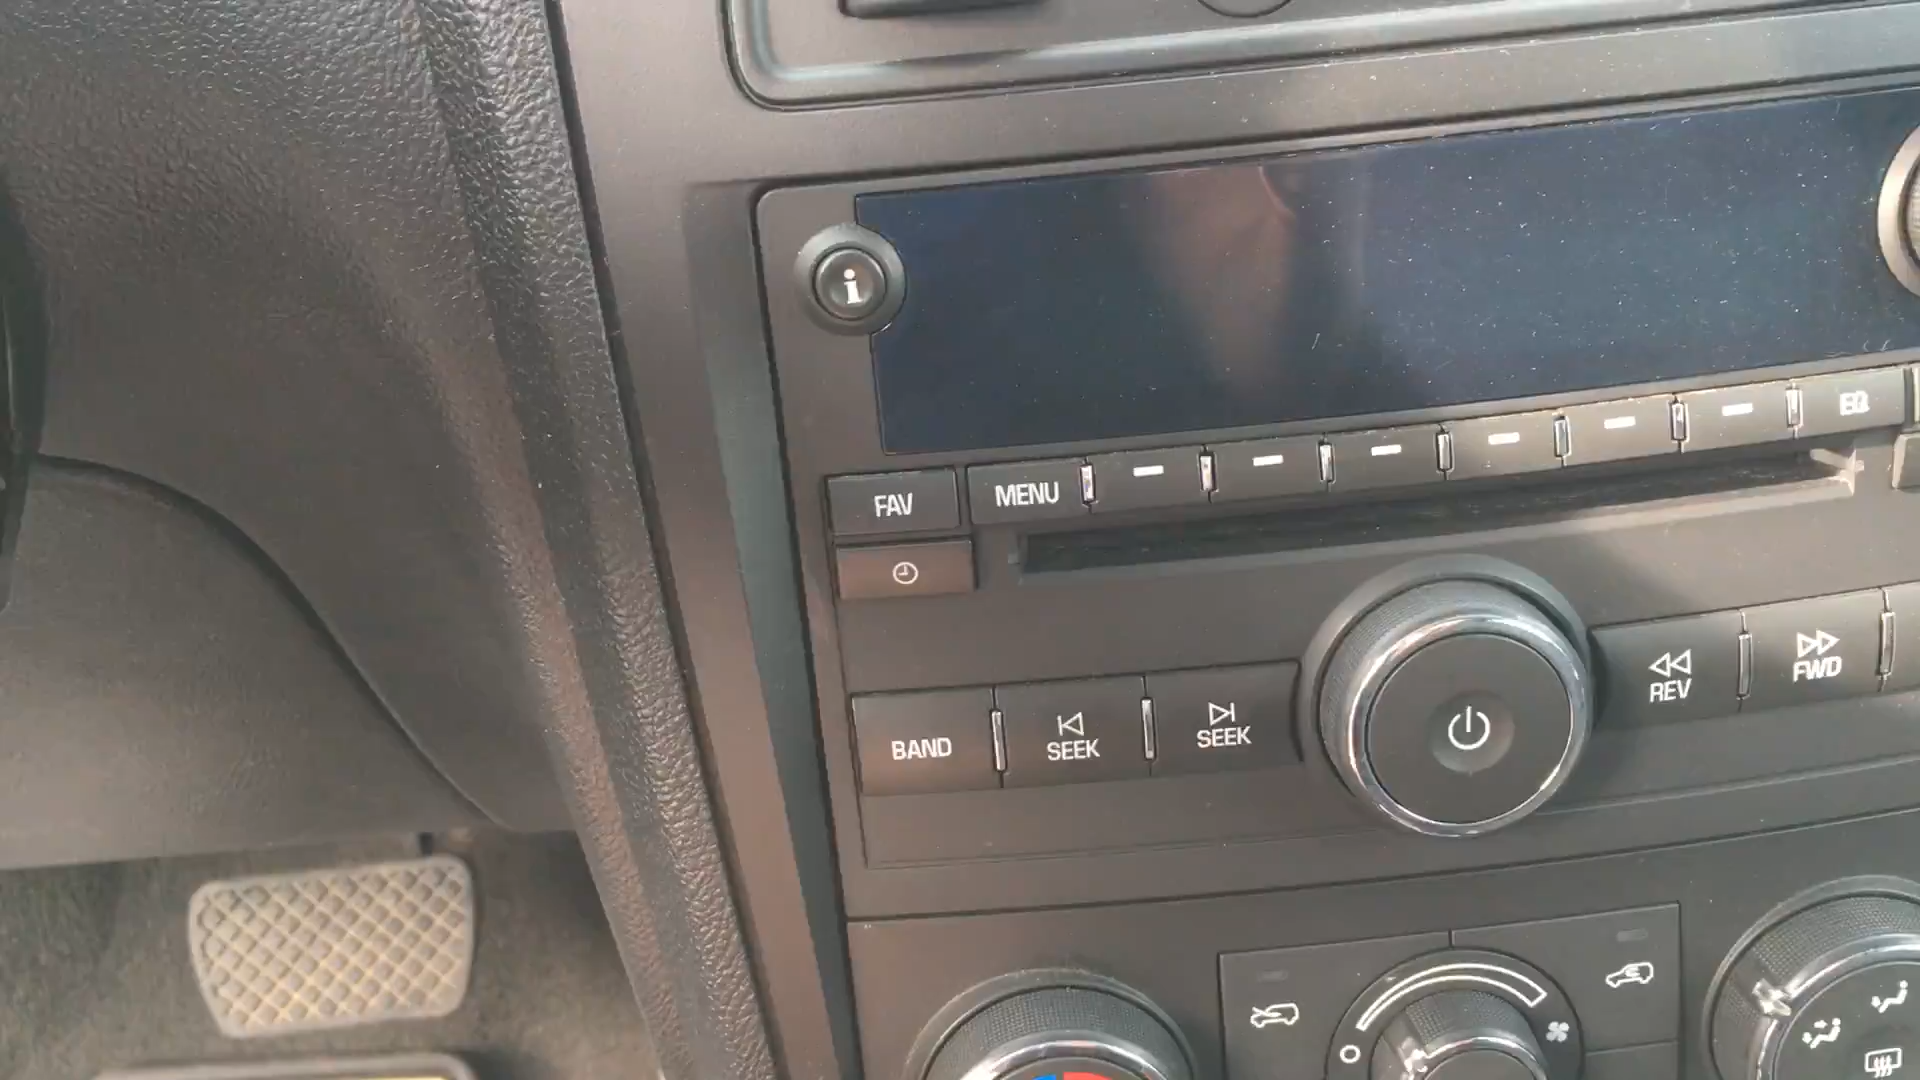 i
EQ
FAV
MENU
REV
FWD
BAND
SEEK
SEEK